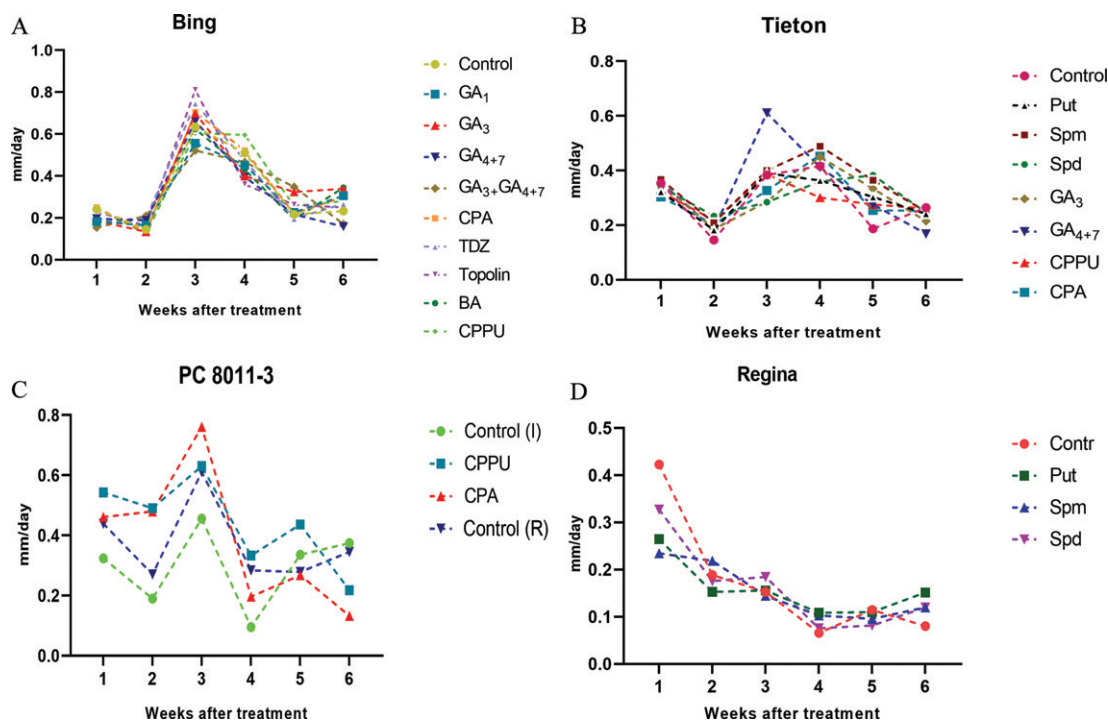 A
Bing
mm/day
1.0
0.8
0.6
0.4
0.2
0.0
1 2 3 4 5 6
Weeks after treatment
Control
GA1
GA3
GA4+7
GA3+GA4+7
CPA
TDZ
Topolin
BA
CPPU
B
Tieton
mm/day
0.8
0.6
0.4
0.2
0.0
1 2 3 4 5 6
Weeks after treatment
Control
Put
Spm
Spd
GA3
GA4+7
CPPU
CPA
C
PC 8011-3
mm/day
0.8
0.6
0.4
0.2
0.0
1 2 3 4 5 6
Weeks after treatment
Control (I)
CPPU
CPA
Control (R)
D
Regina
mm/day
0.5
0.4
0.3
0.2
0.1
0.0
1 2 3 4 5 6
Weeks after treatment
Contr
Put
Spm
Spd